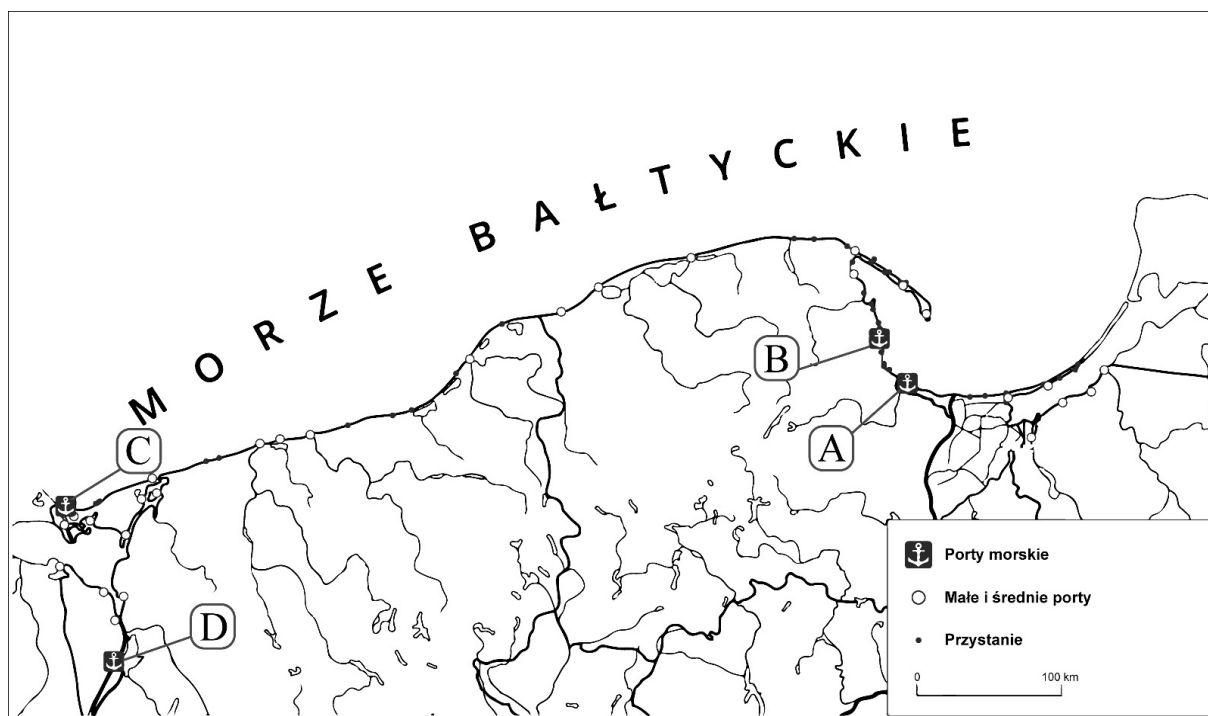 MORZE BAŁTYCKIE
B
A
C
D
Porty morskie
Małe i średnie porty
Przystanie
0 100 km